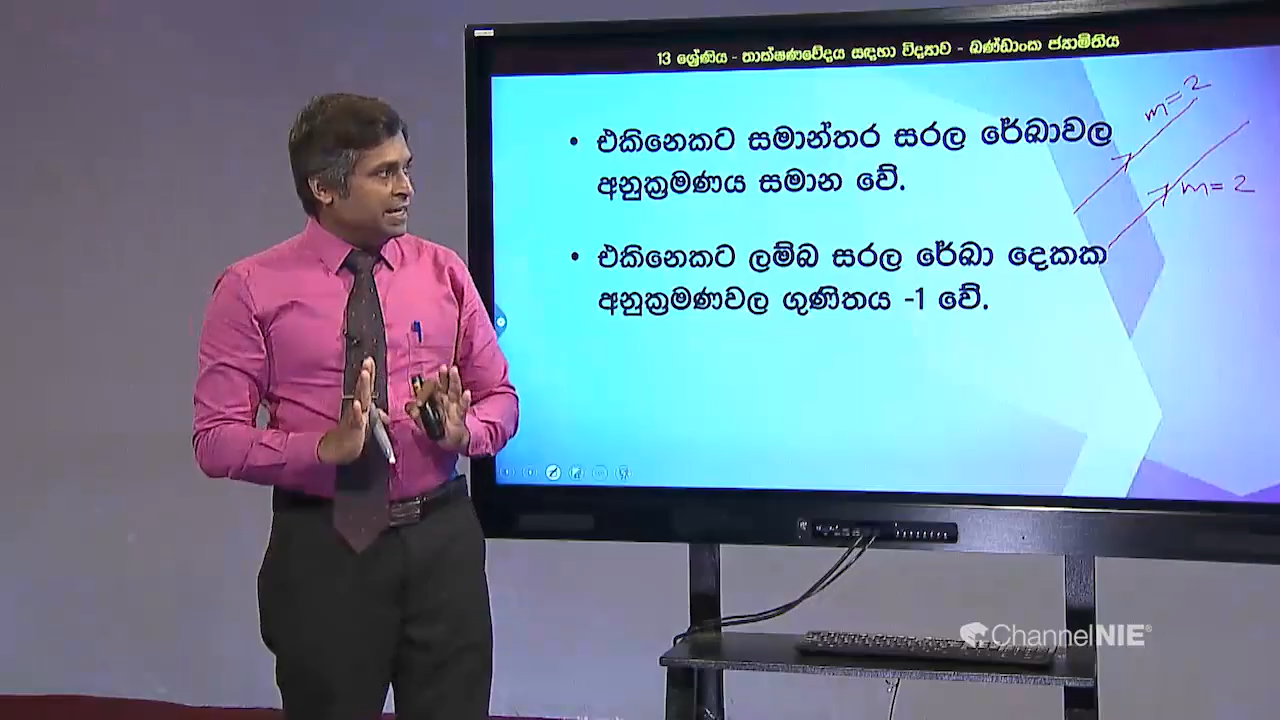 13 ශ්‍රේණිය - තාක්ෂණවේදය සඳහා විද්‍යාව - ඛණ්ඩාංක ජ්‍යාමිතිය
• එකිනෙකට සමාන්තර සරල රේඛාවල
අනුක්‍රමණය සමාන වේ.
m=2
m=2
• එකිනෙකට ලම්බ සරල රේඛා දෙකක
අනුක්‍රමණවල ගුණිතය -1 වේ.
ChannelNIE®